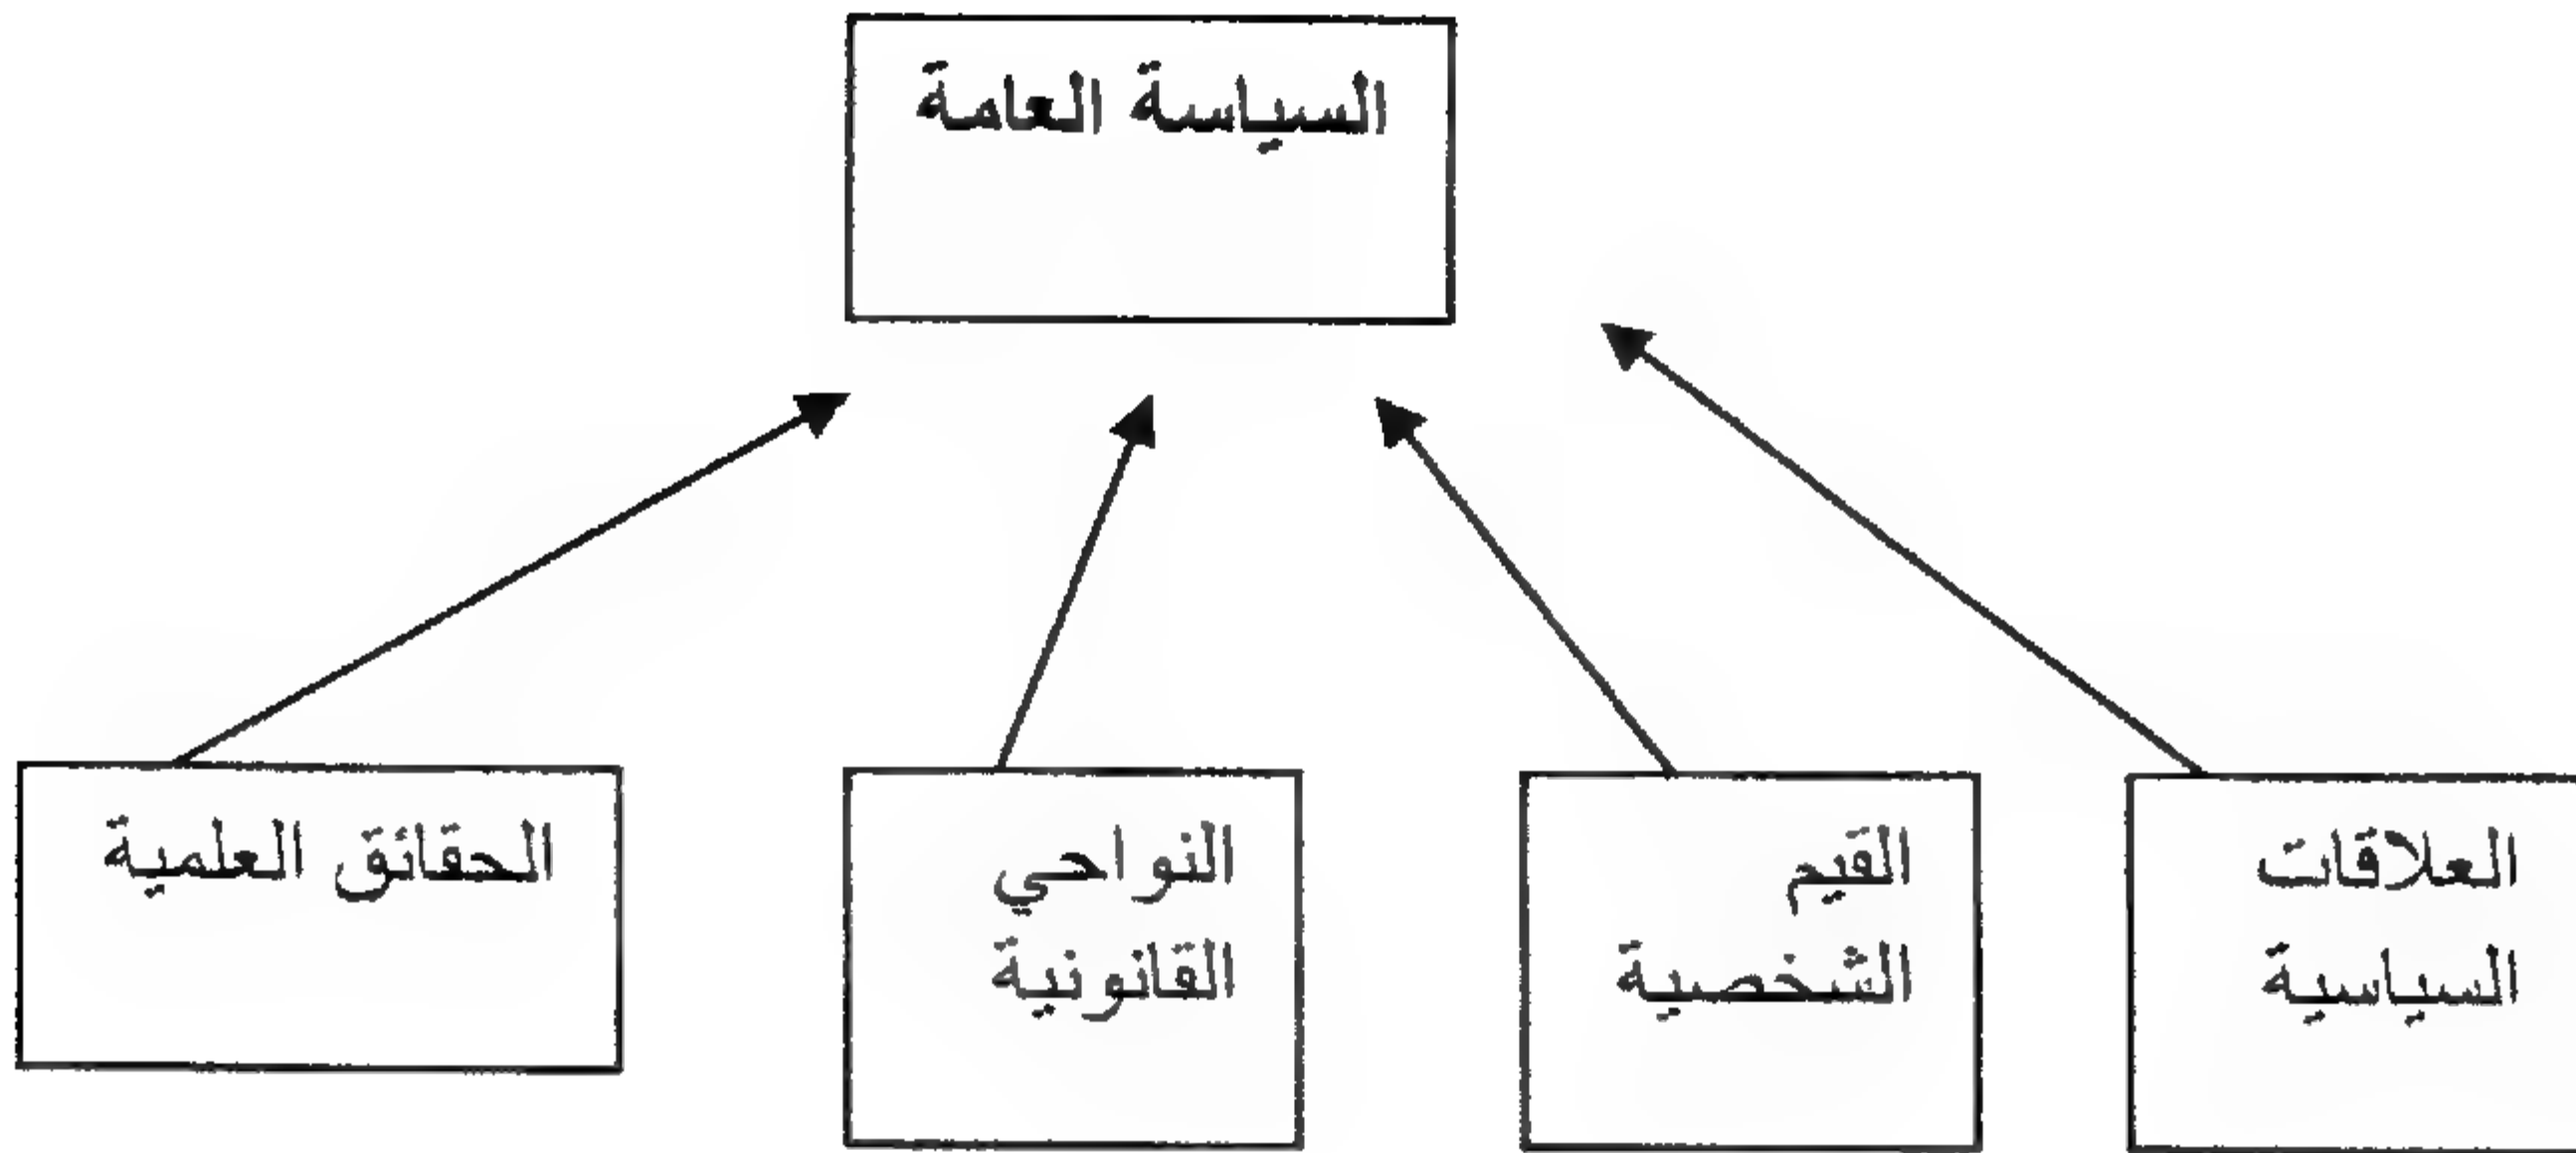 السياسة العامة
العلاقات
السياسية
القيم
الشخصية
النواحي
القانونية
الحقائق العلمية